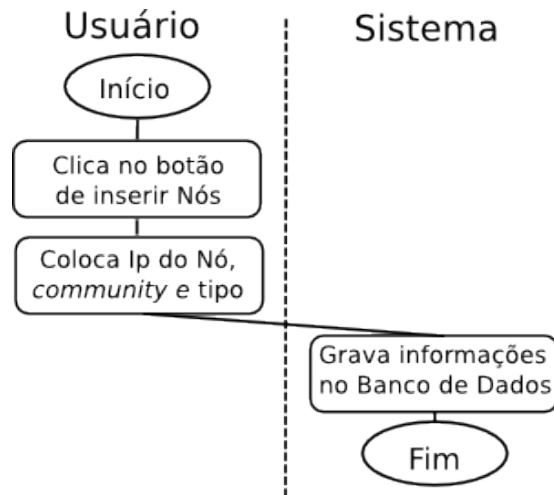 Usuário
Sistema
Início
Clica no botão
de inserir Nós
Coloca Ip do Nó,
community e tipo
Grava informações
no Banco de Dados
Fim